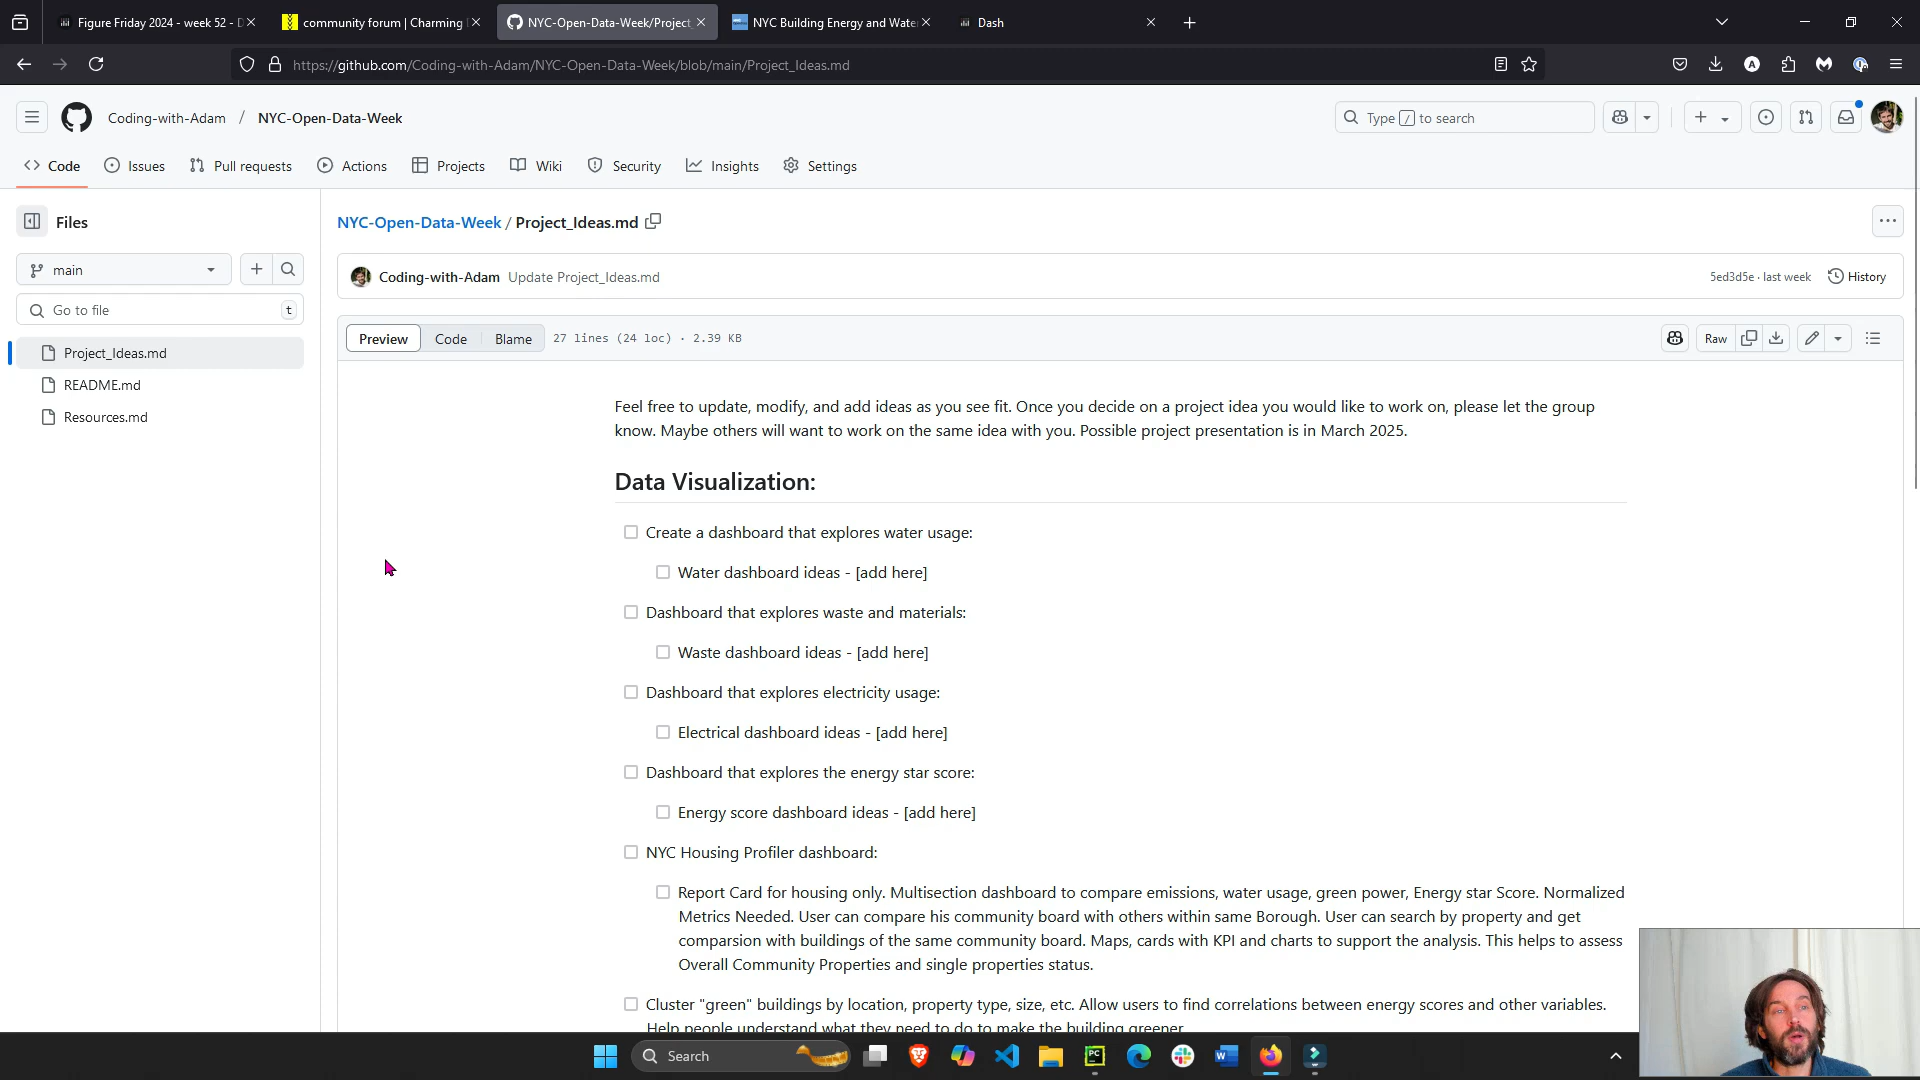 Figure Friday 2024 - week 52 - D
community forum | Charming
NYC-Open-Data-Week/Project
NYC Building Energy and Wate
Dash
https://github.com/Coding-with-Adam/NYC-Open-Data-Week/blob/main/Project_Ideas.md
Coding-with-Adam / NYC-Open-Data-Week
Type / to search
Code
Issues
Pull requests
Actions
Projects
Wiki
Security
Insights
Settings
Files
NYC-Open-Data-Week / Project_Ideas.md
main
Coding-with-Adam Update Project_Ideas.md
5ed3d5e · last week
History
Go to file
t
Preview
Code
Blame
27 lines (24 loc) · 2.39 KB
Raw
Project_Ideas.md
README.md
Resources.md
Feel free to update, modify, and add ideas as you see fit. Once you decide on a project idea you would like to work on, please let the group
know. Maybe others will want to work on the same idea with you. Possible project presentation is in March 2025.
Data Visualization:
Create a dashboard that explores water usage:
Water dashboard ideas - [add here]
Dashboard that explores waste and materials:
Waste dashboard ideas - [add here]
Dashboard that explores electricity usage:
Electrical dashboard ideas - [add here]
Dashboard that explores the energy star score:
Energy score dashboard ideas - [add here]
NYC Housing Profiler dashboard:
Report Card for housing only. Multisection dashboard to compare emissions, water usage, green power, Energy star Score. Normalized
Metrics Needed. User can compare his community board with others within same Borough. User can search by property and get
comparsion with buildings of the same community board. Maps, cards with KPI and charts to support the analysis. This helps to assess
Overall Community Properties and single properties status.
Cluster "green" buildings by location, property type, size, etc. Allow users to find correlations between energy scores and other variables.
Help people understand what they need to do to make the building greener
Search